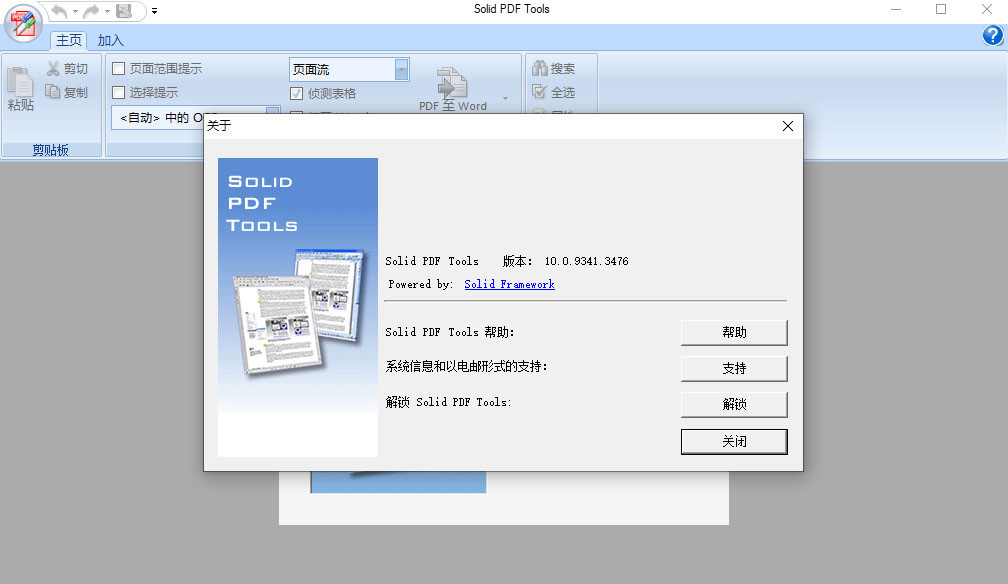 Solid PDF Tools
主页 加入
粘贴
剪切
复制
剪贴板
页面范围提示
选择提示
<自动> 中的 O
页面流
侦测表格
PDF 至 Word
搜索
全选
关于
SOLID
PDF
TOOLS
Solid PDF Tools 版本: 10.0.9341.3476
Powered by: Solid Framework
Solid PDF Tools 帮助:
帮助
系统信息和以电邮形式的支持:
支持
解锁 Solid PDF Tools:
解锁
关闭